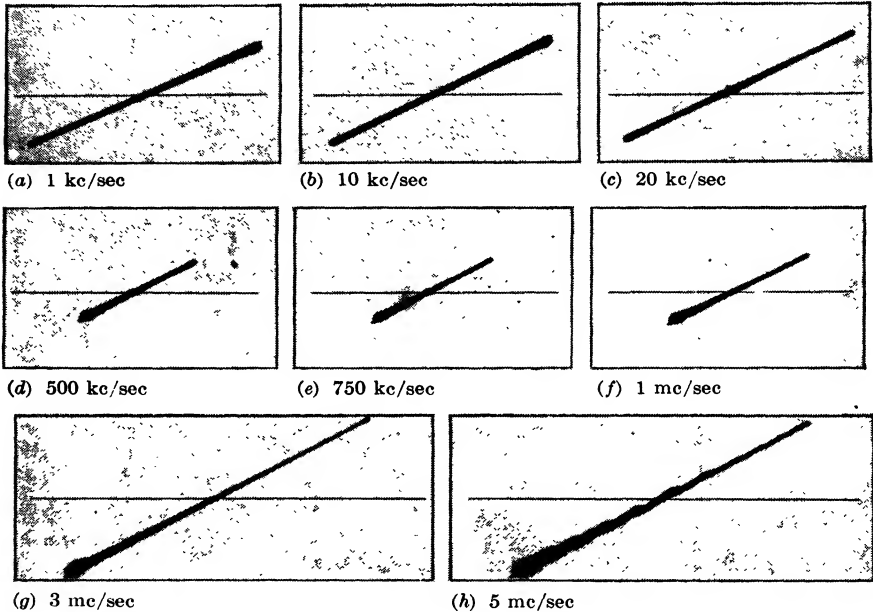 (a) 1 kc/sec
(b) 10 kc/sec
(c) 20 kc/sec
(d) 500 kc/sec
(e) 750 kc/sec
(f) 1 mc/sec
(g) 3 mc/sec
(h) 5 mc/sec